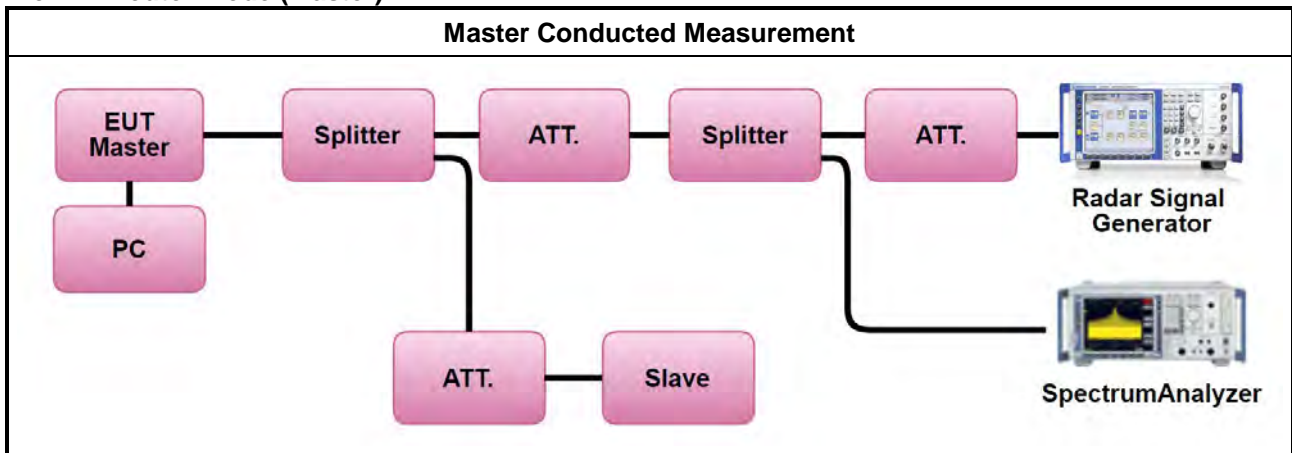 Master Conducted Measurement
EUT
Master
Splitter
ATT.
Splitter
ATT.
Radar Signal
Generator
PC
ATT.
Slave
SpectrumAnalyzer